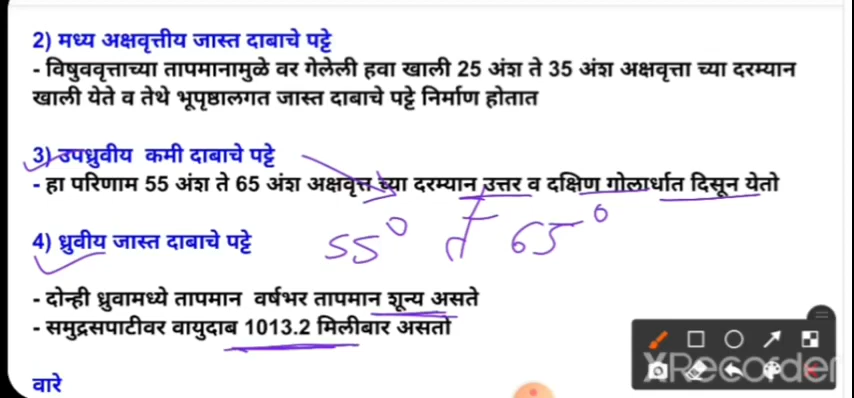 2) मध्य अक्षवृत्तीय जास्त दाबाचे पट्टे
- विषुववृत्ताच्या तापमानामुळे वर गेलेली हवा खाली 25 अंश ते 35 अंश अक्षवृत्ता च्या दरम्यान
खाली येते व तेथे भूपृष्ठालगत जास्त दाबाचे पट्टे निर्माण होतात
3) उपध्रुवीय कमी दाबाचे पट्टे
- हा परिणाम 55 अंश ते 65 अंश अक्षवृत्त च्या दरम्यान उत्तर व दक्षिण गोलार्धात दिसून येतो
55° ते 65°
4) ध्रुवीय जास्त दाबाचे पट्टे
- दोन्ही ध्रुवामध्ये तापमान वर्षभर तापमान शून्य असते
- समुद्रसपाटीवर वायुदाब 1013.2 मिलीबार असतो
XRecorder
वारे